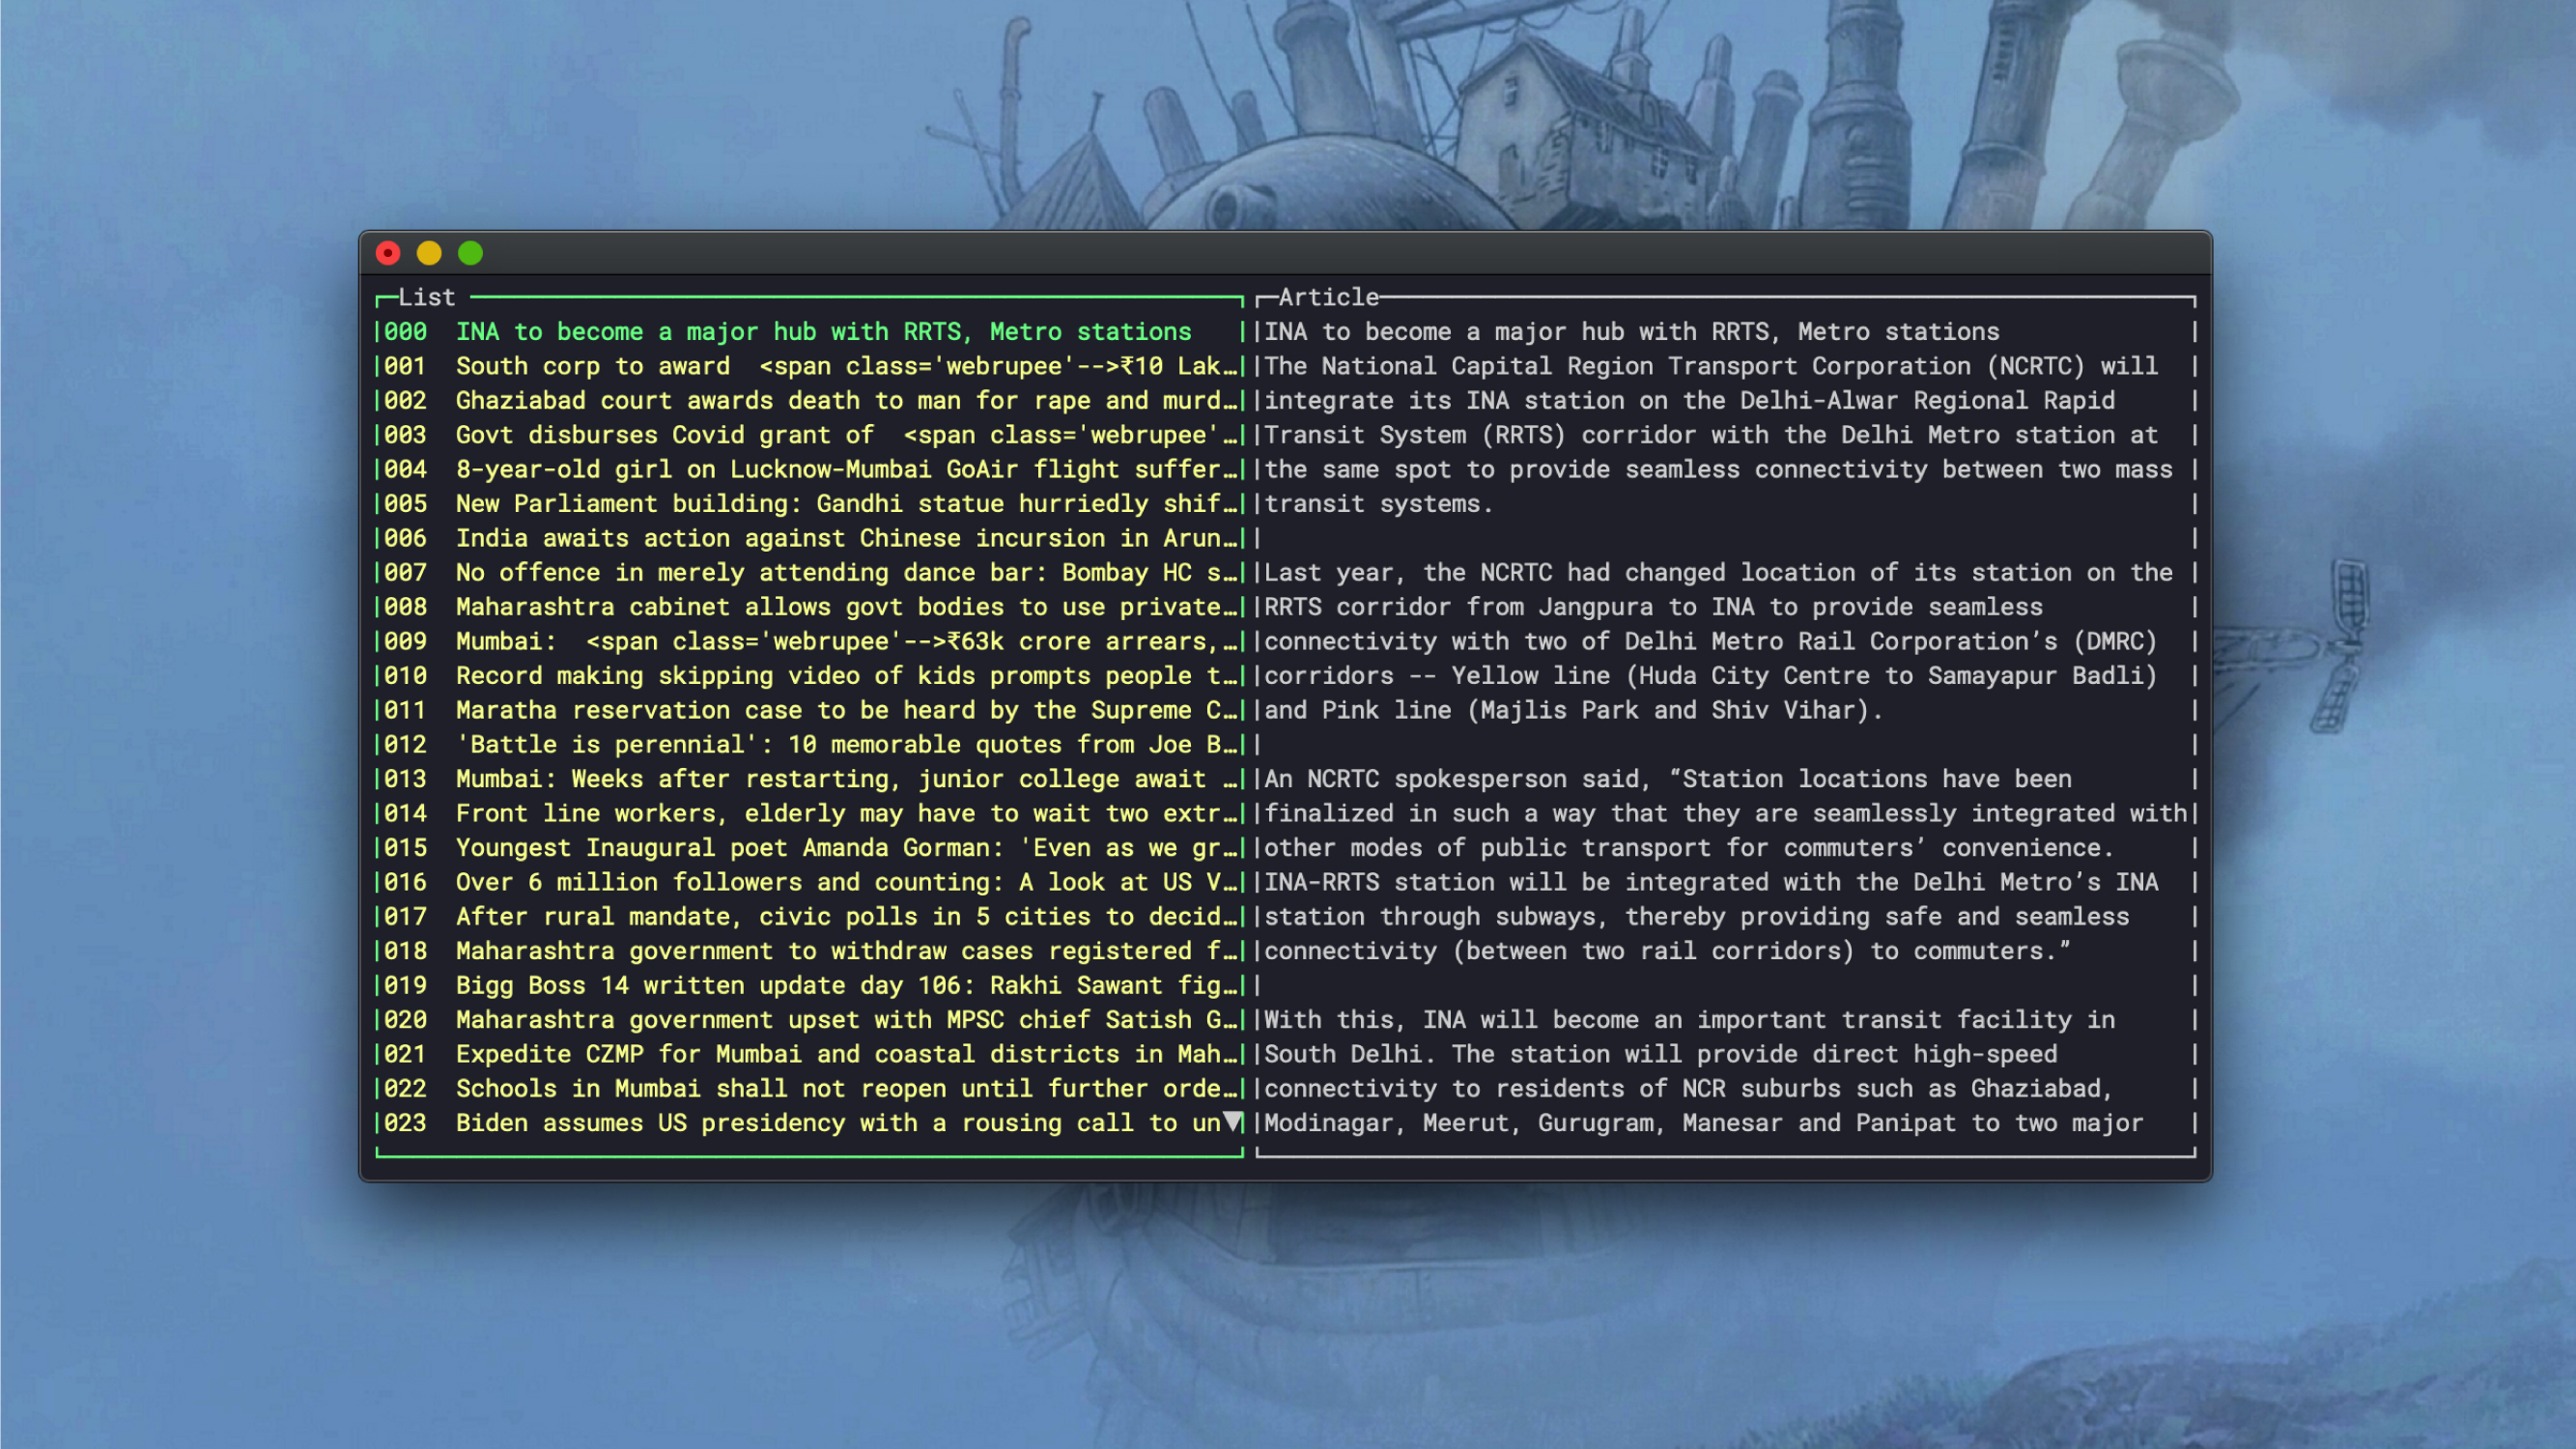 List
000 INA to become a major hub with RRTS, Metro stations
001 South corp to award <span class='webrupee'-->₹10 Lak…
002 Ghaziabad court awards death to man for rape and murd…
003 Govt disburses Covid grant of <span class='webrupee'…
004 8-year-old girl on Lucknow-Mumbai GoAir flight suffer…
005 New Parliament building: Gandhi statue hurriedly shif…
006 India awaits action against Chinese incursion in Arun…
007 No offence in merely attending dance bar: Bombay HC s…
008 Maharashtra cabinet allows govt bodies to use private…
009 Mumbai: <span class='webrupee'-->₹63k crore arrears,…
010 Record making skipping video of kids prompts people t…
011 Maratha reservation case to be heard by the Supreme C…
012 'Battle is perennial': 10 memorable quotes from Joe B…
013 Mumbai: Weeks after restarting, junior college await …
014 Front line workers, elderly may have to wait two extr…
015 Youngest Inaugural poet Amanda Gorman: 'Even as we gr…
016 Over 6 million followers and counting: A look at US V…
017 After rural mandate, civic polls in 5 cities to decid…
018 Maharashtra government to withdraw cases registered f…
019 Bigg Boss 14 written update day 106: Rakhi Sawant fig…
020 Maharashtra government upset with MPSC chief Satish G…
021 Expedite CZMP for Mumbai and coastal districts in Mah…
022 Schools in Mumbai shall not reopen until further orde…
023 Biden assumes US presidency with a rousing call to un▼
Article
INA to become a major hub with RRTS, Metro stations
The National Capital Region Transport Corporation (NCRTC) will
integrate its INA station on the Delhi-Alwar Regional Rapid
Transit System (RRTS) corridor with the Delhi Metro station at
the same spot to provide seamless connectivity between two mass
transit systems.
Last year, the NCRTC had changed location of its station on the
RRTS corridor from Jangpura to INA to provide seamless
connectivity with two of Delhi Metro Rail Corporation’s (DMRC)
corridors -- Yellow line (Huda City Centre to Samayapur Badli)
and Pink line (Majlis Park and Shiv Vihar).
An NCRTC spokesperson said, “Station locations have been
finalized in such a way that they are seamlessly integrated with
other modes of public transport for commuters’ convenience.
INA-RRTS station will be integrated with the Delhi Metro’s INA
station through subways, thereby providing safe and seamless
connectivity (between two rail corridors) to commuters.”
With this, INA will become an important transit facility in
South Delhi. The station will provide direct high-speed
connectivity to residents of NCR suburbs such as Ghaziabad,
Modinagar, Meerut, Gurugram, Manesar and Panipat to two major